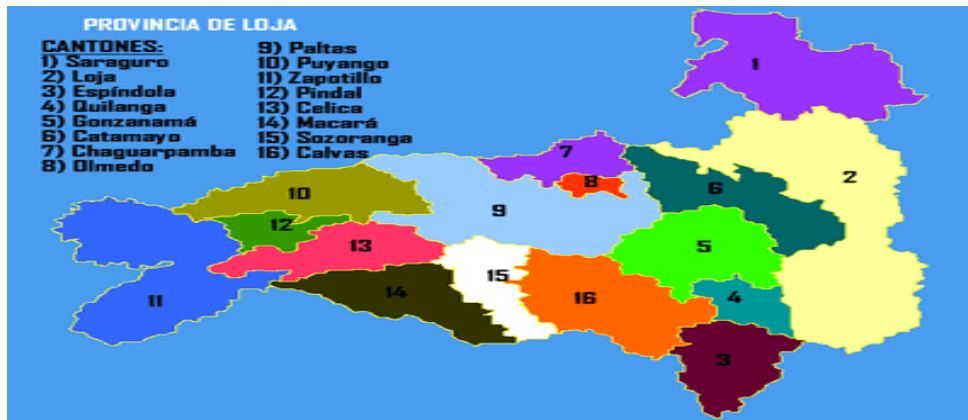 PROVINCIA DE LOJA
CANTONES:
1) Saraguro
2) Loja
3) Espíndola
4) Quilanga
5) Gonzanamá
6) Catamayo
7) Chaguarpamba
8) Olmedo
9) Paltas
10) Puyango
11) Zapotillo
12) Pindal
13) Celica
14) Macará
15) Sozoranga
16) Calvas
1
7
8
6
2
10
9
12
13
5
15
11
14
16
4
3